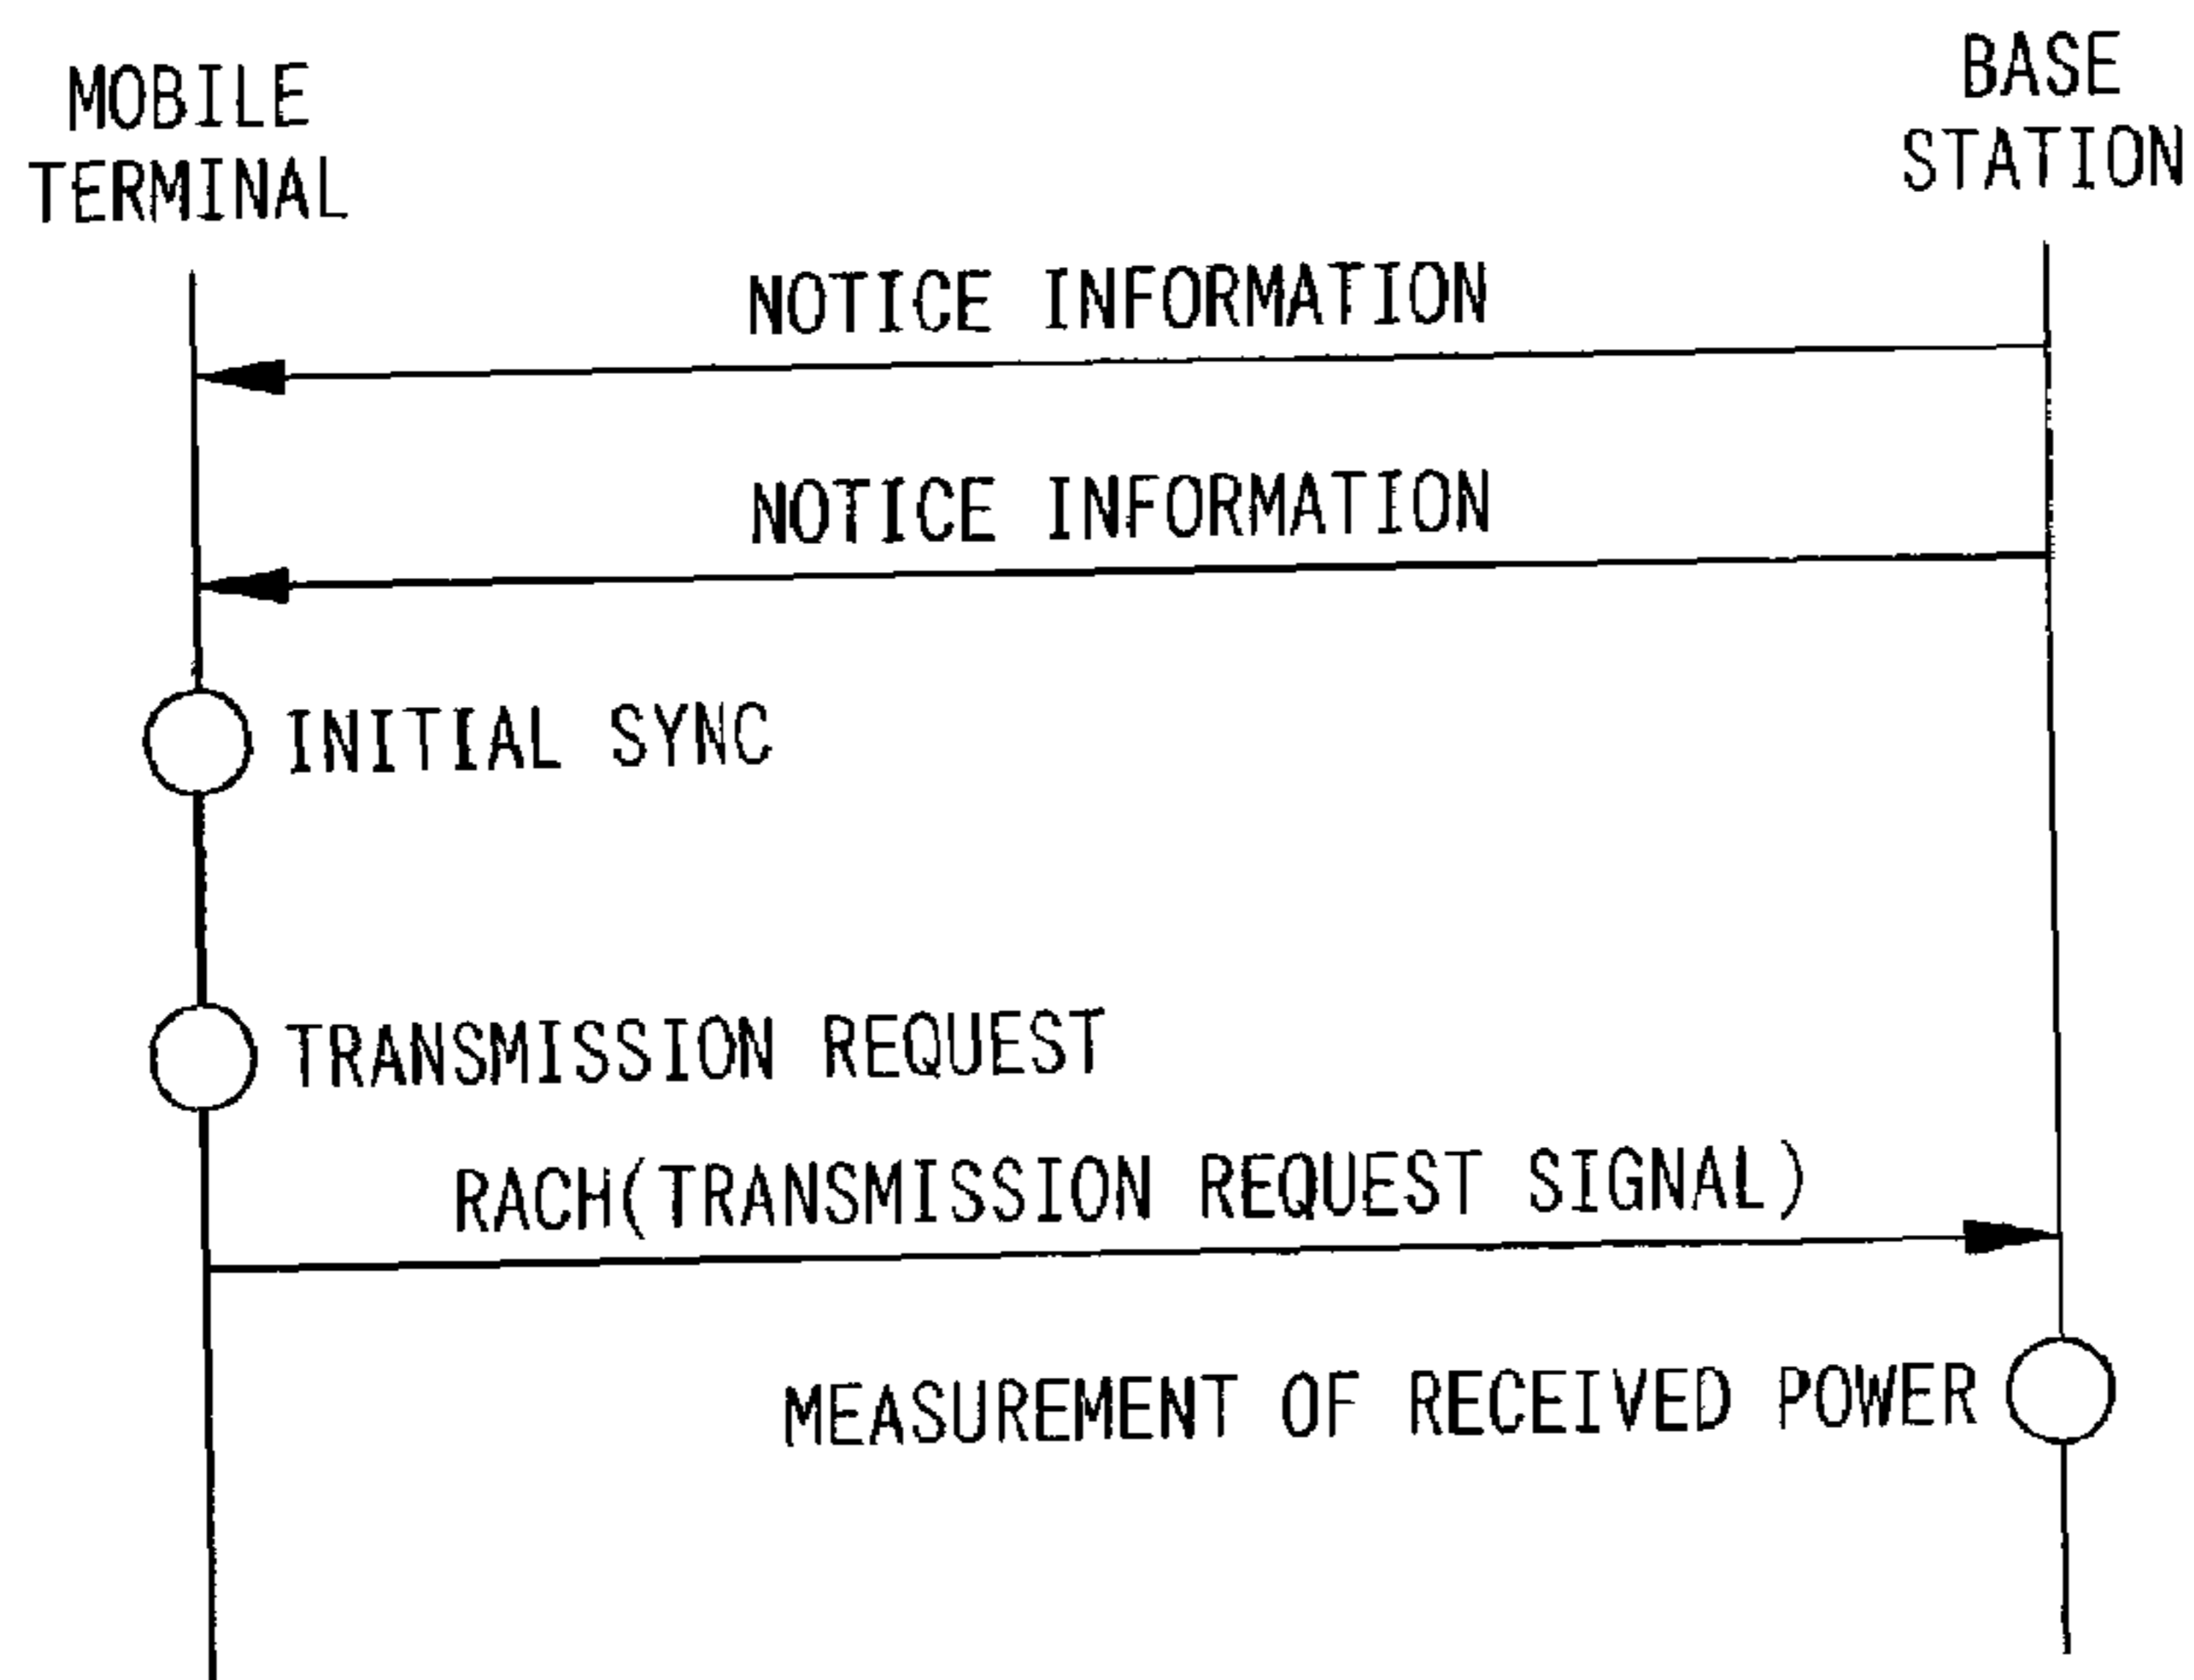 MOBILE
TERMINAL
BASE
STATION
NOTICE INFORMATION
NOTICE INFORMATION
INITIAL SYNC
TRANSMISSION REQUEST
RACH(TRANSMISSION REQUEST SIGNAL)
MEASUREMENT OF RECEIVED POWER